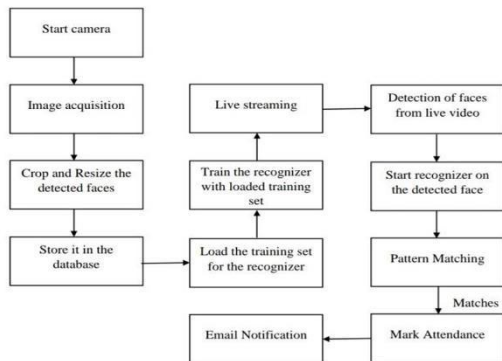 Start camera
Image acquisition
Crop and Resize the
detected faces
Store it in the
database
Load the training set
for the recognizer
Train the recognizer
with loaded training
set
Live streaming
Detection of faces
from live video
Start recognizer on
the detected face
Pattern Matching
Matches
Mark Attendance
Email Notification